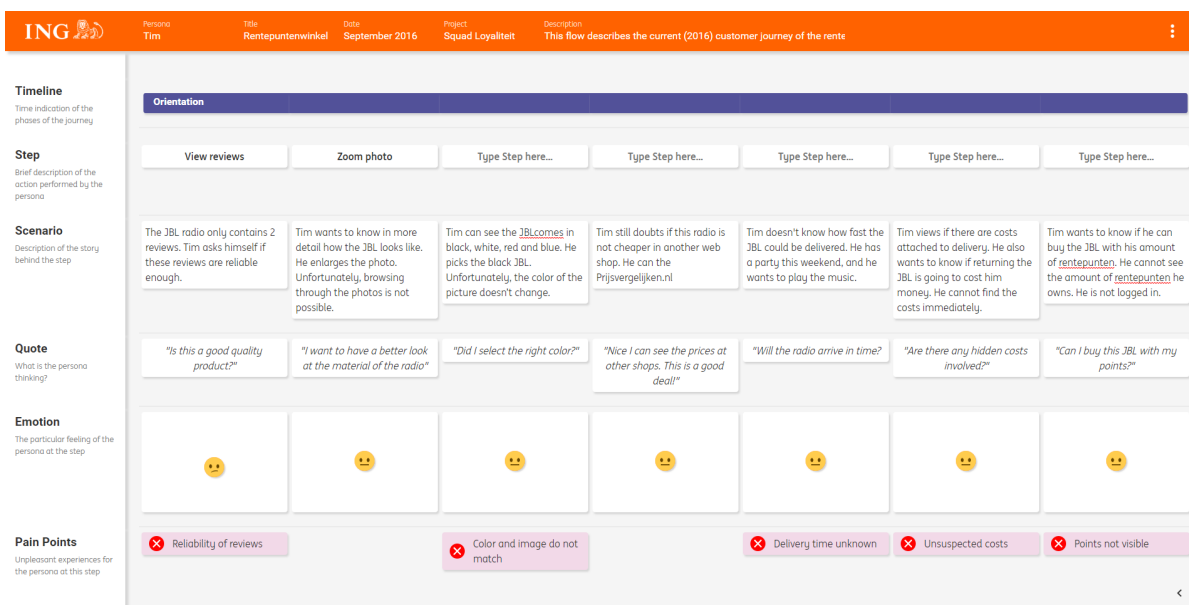 ING
Persona
Tim
Title
Rentepuntenwinkel
Date
September 2016
Project
Squad Loyaliteit
Description
This flow describes the current (2016) customer journey of the rente
Timeline
Time indication of the
phases of the journey
Orientation
Step
Brief description of the
action performed by the
persona
View reviews
Zoom photo
Type Step here...
Type Step here...
Type Step here...
Type Step here...
Type Step here...
Scenario
Description of the story
behind the step
The JBL radio only contains 2
reviews. Tim asks himself if
these reviews are reliable
enough.
Tim wants to know in more
detail how the JBL looks like.
He enlarges the photo.
Unfortunately, browsing
through the photos is not
possible.
Tim can see the JBLcomes in
black, white, red and blue. He
picks the black JBL.
Unfortunately, the color of the
picture doesn't change.
Tim still doubts if this radio is
not cheaper in another web
shop. He can the
Prijsvergelijken.nl
Tim doesn't know how fast the
JBL could be delivered. He has
a party this weekend, and he
wants to play the music.
Tim views if there are costs
attached to delivery. He also
wants to know if returning the
JBL is going to cost him
money. He cannot find the
costs immediately.
Tim wants to know if he can
buy the JBL with his amount
of rentepunten. He cannot see
the amount of rentepunten he
owns. He is not logged in.
Quote
What is the persona
thinking?
"Is this a good quality
product?"
"I want to have a better look
at the material of the radio"
"Did I select the right color?"
"Nice I can see the prices at
other shops. This is a good
deal!"
"Will the radio arrive in time?
"Are there any hidden costs
involved?"
"Can I buy this JBL with my
points?"
Emotion
The particular feeling of the
persona at the step
Pain Points
Unpleasant experiences for
the persona at this step
Reliability of reviews
Color and image do not
match
Delivery time unknown
Unsuspected costs
Points not visible